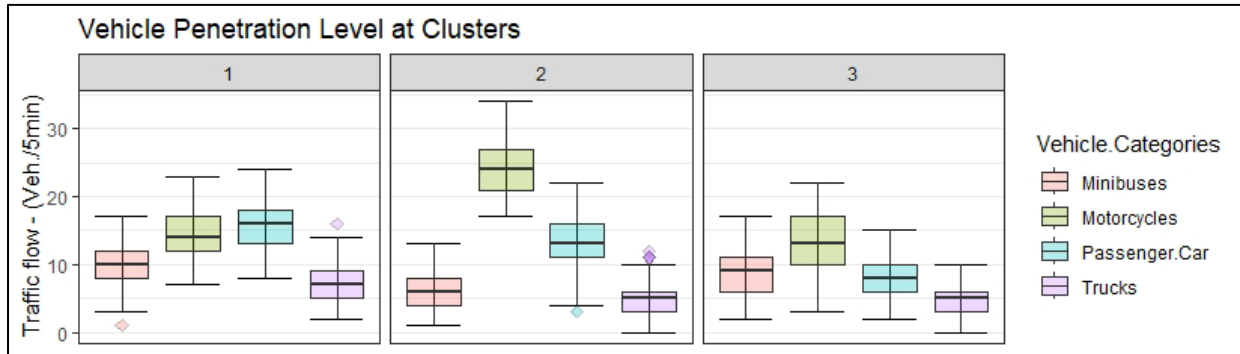 Vehicle Penetration Level at Clusters
1 2 3
Traffic flow - (Veh./5min)
30
20
10
0
Vehicle.Categories
Minibuses
Motorcycles
Passenger.Car
Trucks